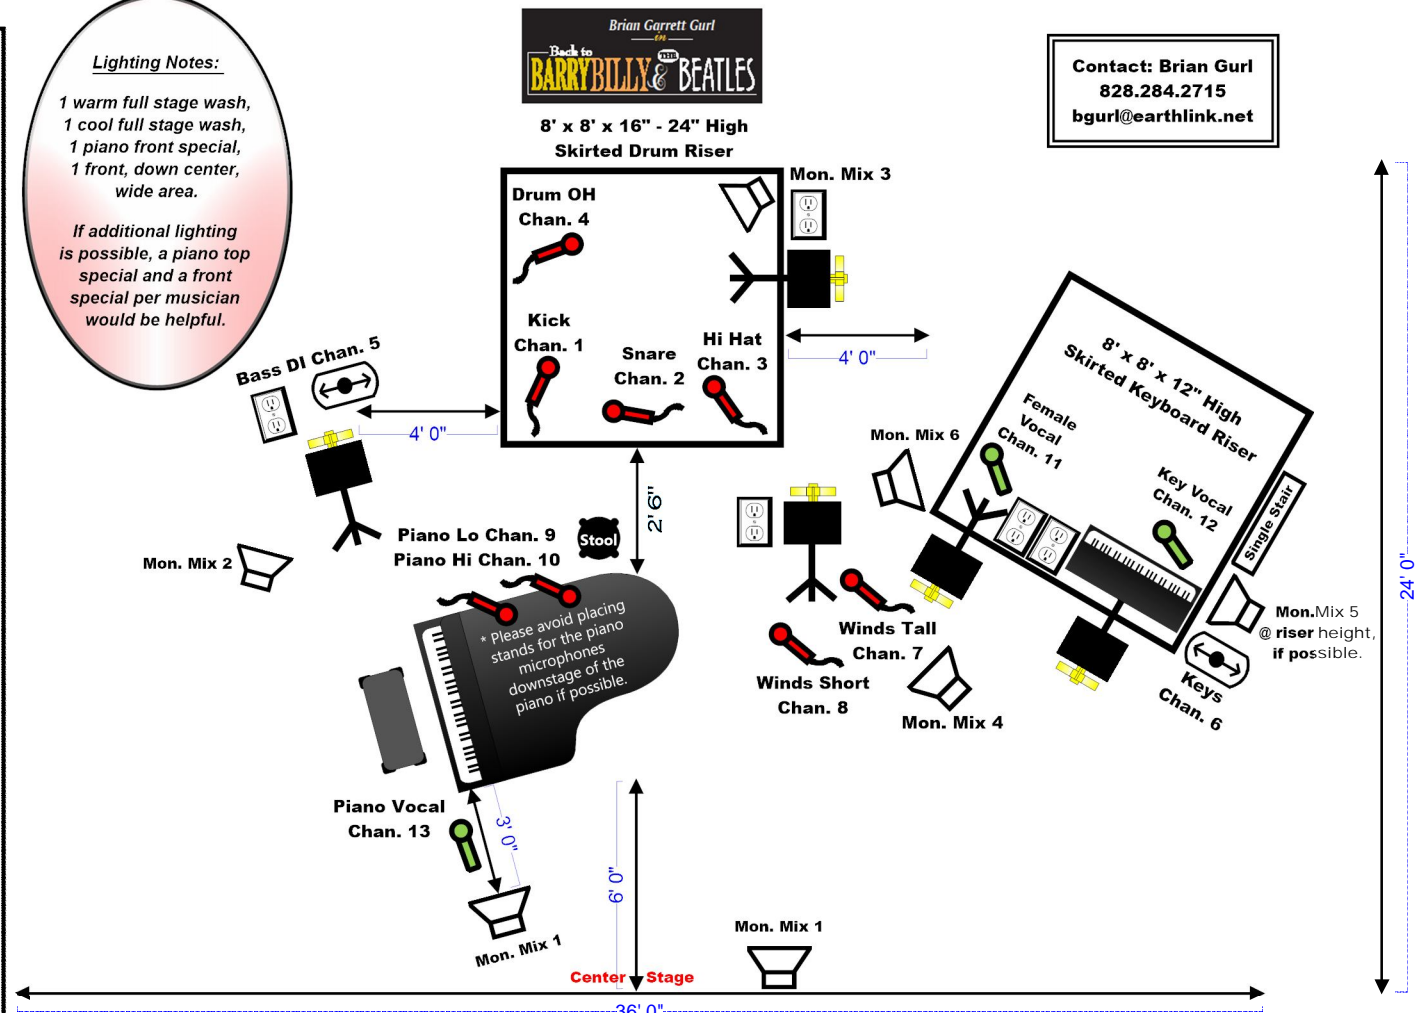 Lighting Notes:
1 warm full stage wash,
1 cool full stage wash,
1 piano front special,
1 front, down center,
wide area.
If additional lighting
is possible, a piano top
special and a front
special per musician
would be helpful.
Brian Garrett Gurl
in
Back to
BARRY BILLY & THE BEATLES
8' x 8' x 16" - 24" High
Skirted Drum Riser
Contact: Brian Gurl
828.284.2715
bgurl@earthlink.net
Mon. Mix 3
Drum OH
Chan. 4
Kick
Chan. 1
Snare
Chan. 2
Hi Hat
Chan. 3
4' 0"
8' x 8' x 12" High
Skirted Keyboard Riser
Bass DI Chan. 5
4' 0"
2' 6"
Mon. Mix 6
Female
Vocal
Chan. 11
Key Vocal
Chan. 12
Single Stair
24' 0"
Mon. Mix 2
Piano Lo Chan. 9
Piano Hi Chan. 10
Stool
* Please avoid placing
stands for the piano
microphones
downstage of the
piano if possible.
Winds Tall
Chan. 7
Winds Short
Chan. 8
Mon. Mix 4
Mon. Mix 5
@ riser height,
if possible.
Keys
Chan. 6
Piano Vocal
Chan. 13
3' 0"
6' 0"
Mon. Mix 1
Mon. Mix 1
Center Stage
36' 0"